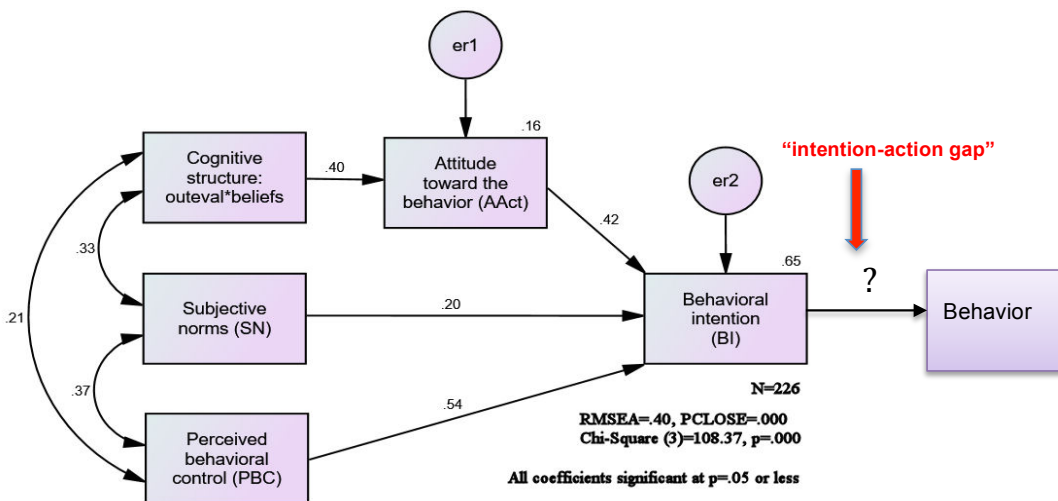 er1
.16
"intention-action gap"
Cognitive
structure:
outeval*beliefs
.40
Attitude
toward the
behavior (AAct)
er2
.42
.33
.65
?
Subjective
norms (SN)
.20
Behavioral
intention
(BI)
Behavior
.21
.37
.54
N=226
RMSEA=.40, PCLOSE=.000
Chi-Square (3)=108.37, p=.000
Perceived
behavioral
control (PBC)
All coefficients significant at p=.05 or less